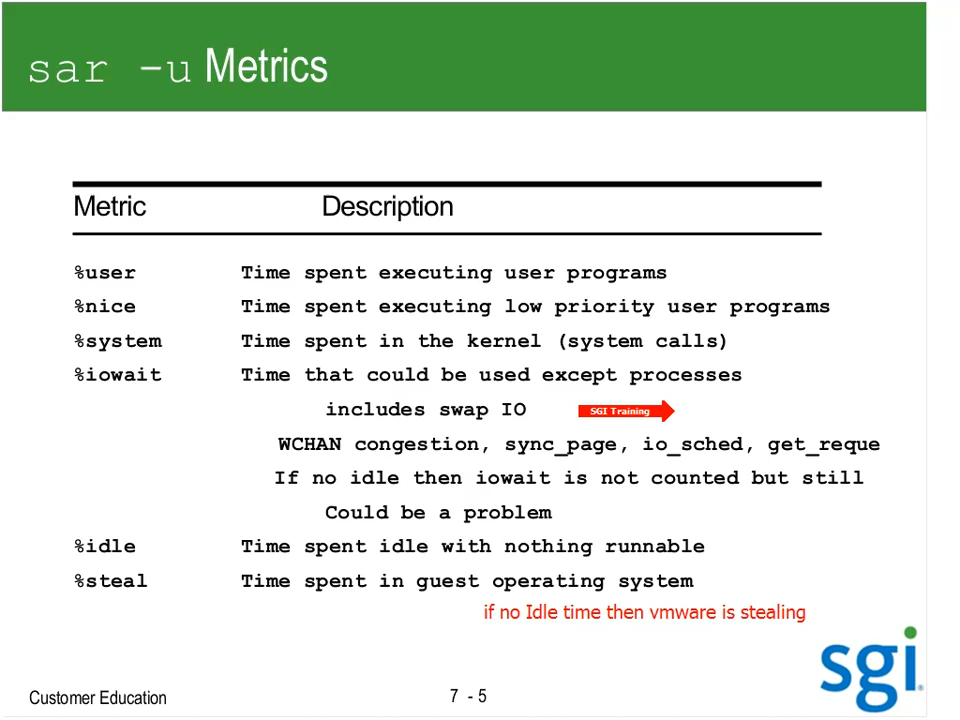 sar -u Metrics
Metric Description
%user Time spent executing user programs
%nice Time spent executing low priority user programs
%system Time spent in the kernel (system calls)
%iowait Time that could be used except processes
includes swap IO SGI Training
WCHAN congestion, sync_page, io_sched, get_reque
If no idle then iowait is not counted but still
Could be a problem
%idle Time spent idle with nothing runnable
%steal Time spent in guest operating system
if no Idle time then vmware is stealing
sgi
Customer Education 7 - 5